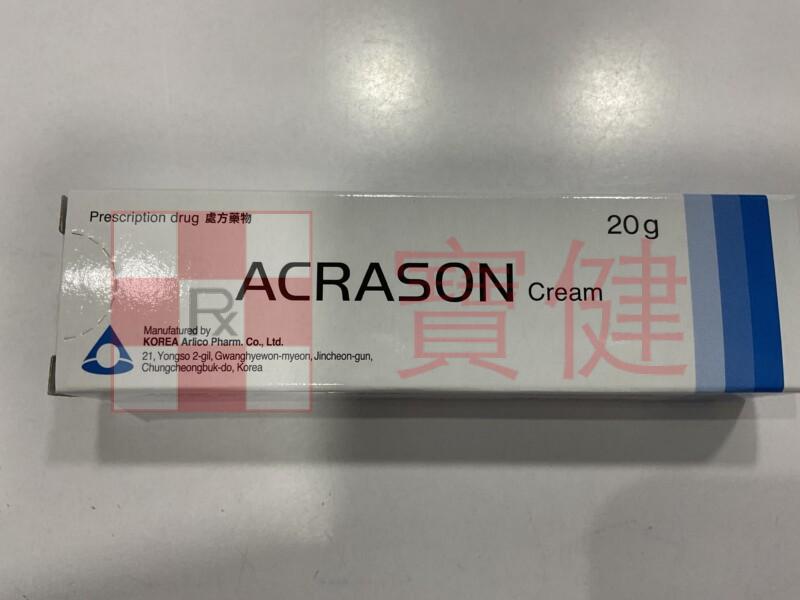 Prescription drug 處方藥物
20g
ACRASON Cream
Rx
寶健
Manufatured by
KOREA Arlico Pharm. Co., Ltd.
21, Yongso 2-gil, Gwanghyewon-myeon, Jincheon-gun,
Chungcheongbuk-do, Korea